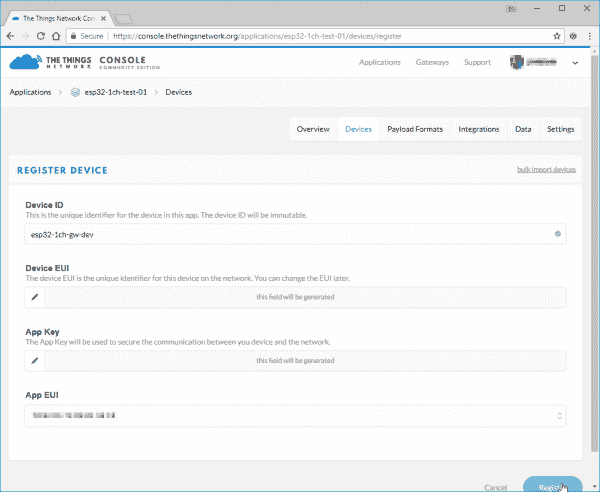 The Things Network Cons
Secure
https://console.thethingsnetwork.org/applications/esp32-1ch-test-01/devices/register
THE THINGS NETWORK
CONSOLE
COMMUNITY EDITION
Applications Gateways Support
Applications > esp32-1ch-test-01 > Devices
Overview Devices Payload Formats Integrations Data Settings
REGISTER DEVICE
bulk import devices
Device ID
This is the unique identifier for the device in this app. The device ID will be immutable.
esp32-1ch-gw-dev
Device EUI
The device EUI is the unique identifier for this device on the network. You can change the EUI later.
this field will be generated
App Key
The App Key will be used to secure the communication between you device and the network.
this field will be generated
App EUI
Cancel
Register